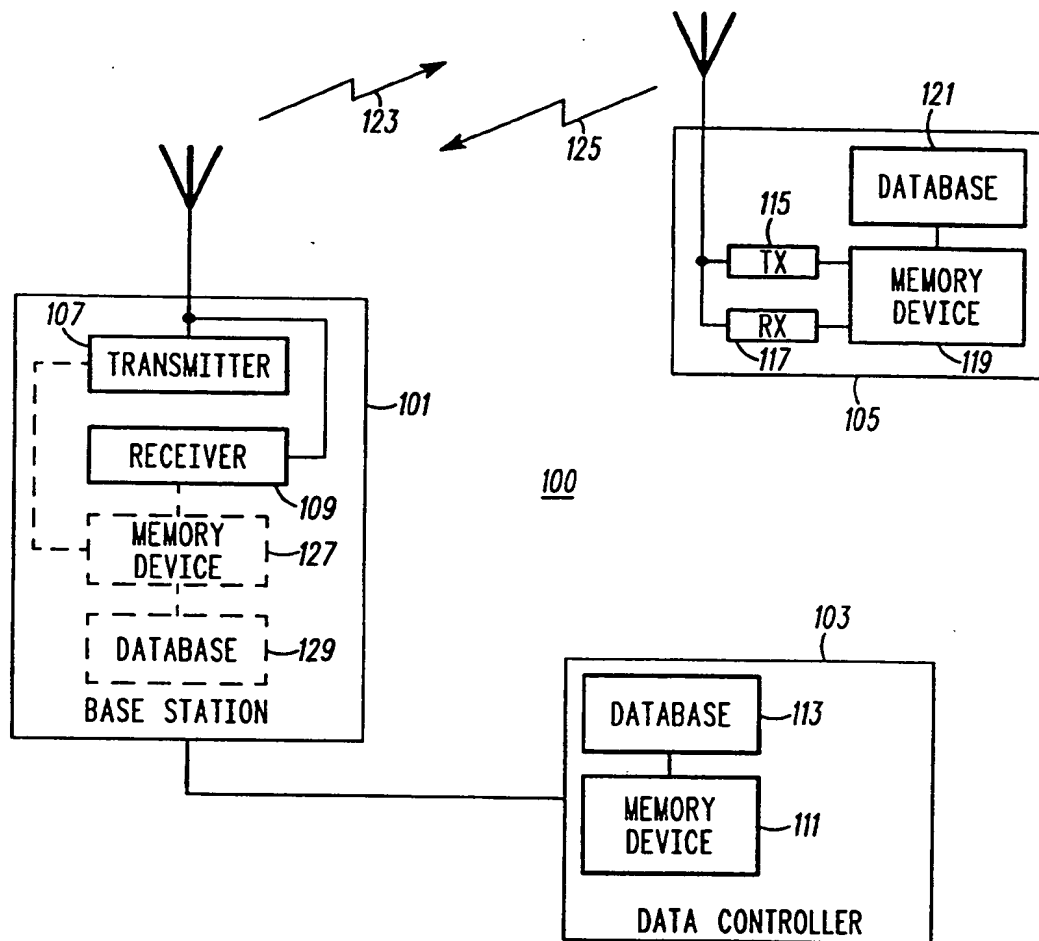 123
125
121
DATABASE
115
TX
MEMORY
DEVICE
RX
117
119
105
107
TRANSMITTER
101
RECEIVER
109
100
MEMORY
DEVICE
127
DATABASE
129
BASE STATION
103
DATABASE
113
MEMORY
DEVICE
111
DATA CONTROLLER